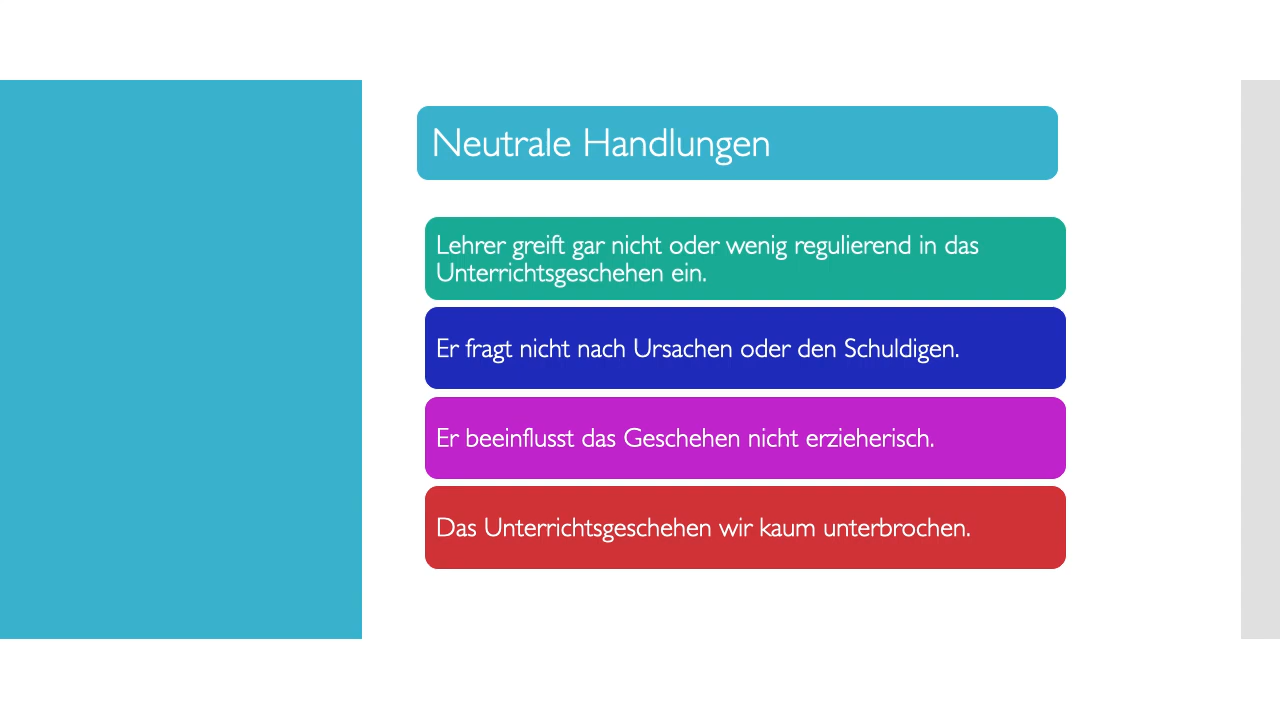 Neutrale Handlungen
Lehrer greift gar nicht oder wenig regulierend in das
Unterrichtsgeschehen ein.
Er fragt nicht nach Ursachen oder den Schuldigen.
Er beeinflusst das Geschehen nicht erzieherisch.
Das Unterrichtsgeschehen wir kaum unterbrochen.